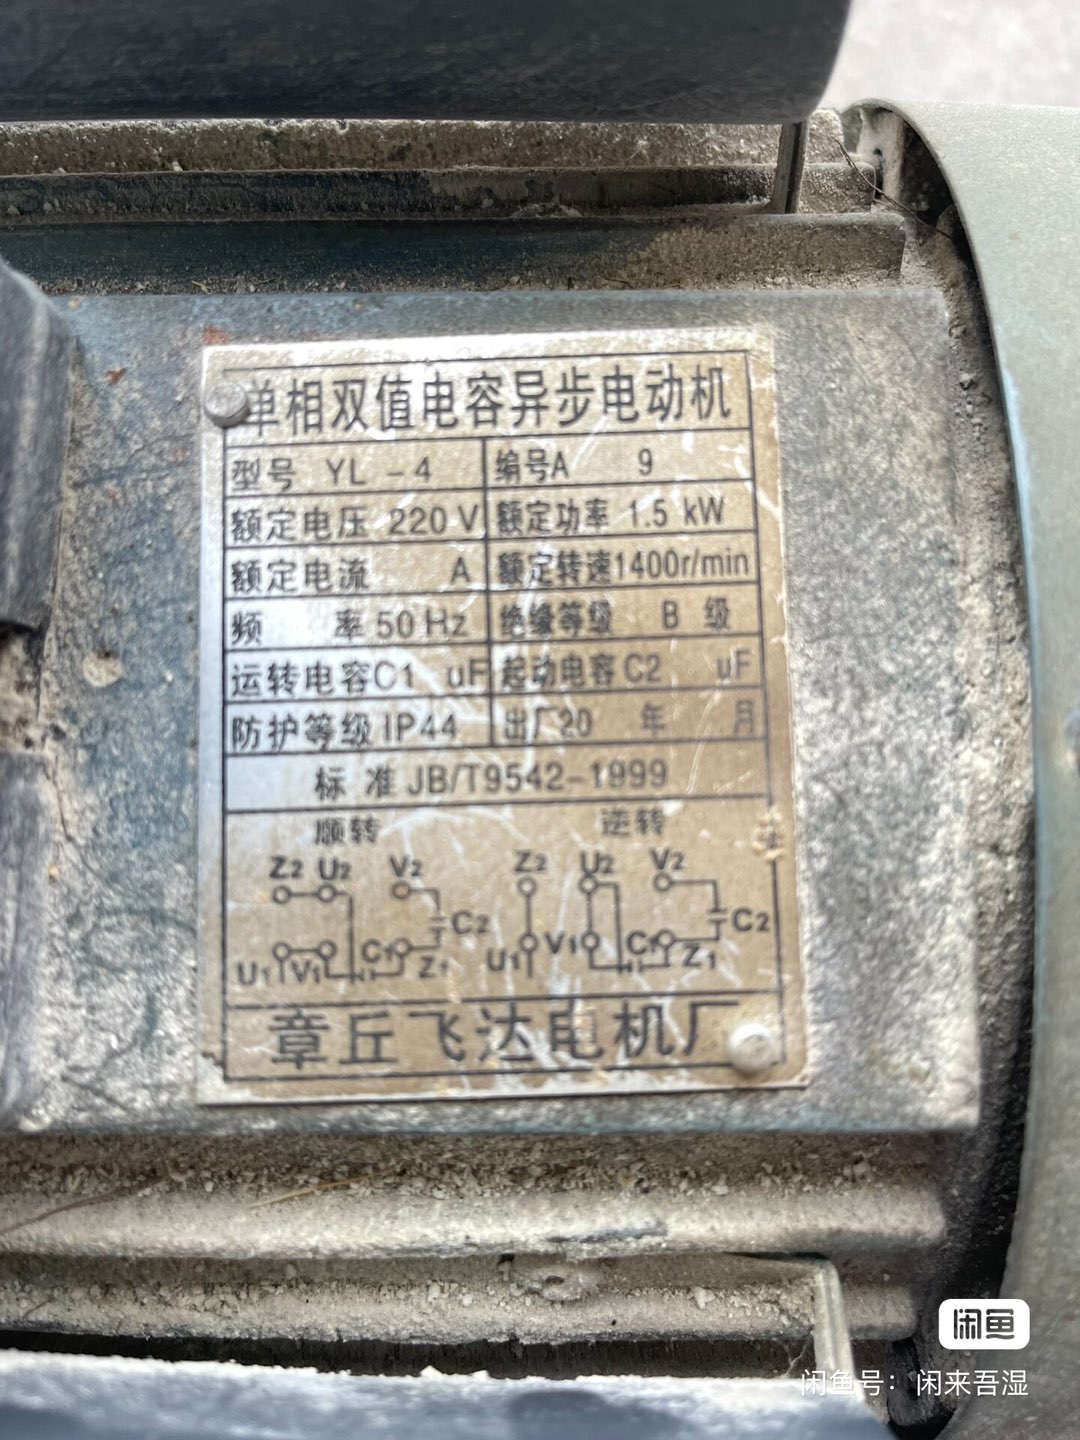 单相双值电容异步电动机
型号 YL-4 编号A 9
额定电压 220V 额定功率 1.5 kW
额定电流 A 额定转速1400r/min
频 率 50Hz 绝缘等级 B 级
运转电容C1 uF 起动电容C2 uF
防护等级 IP44 出厂20 年 月
标 准 JB/T9542-1999
顺转 逆转
Z2 U2 V2 Z2 U2 V2
C2 C2
U1 V1 C1 Z1 U1 V1 C1 Z1
章丘飞达电机厂
闲鱼
闲鱼号：闲来吾湿